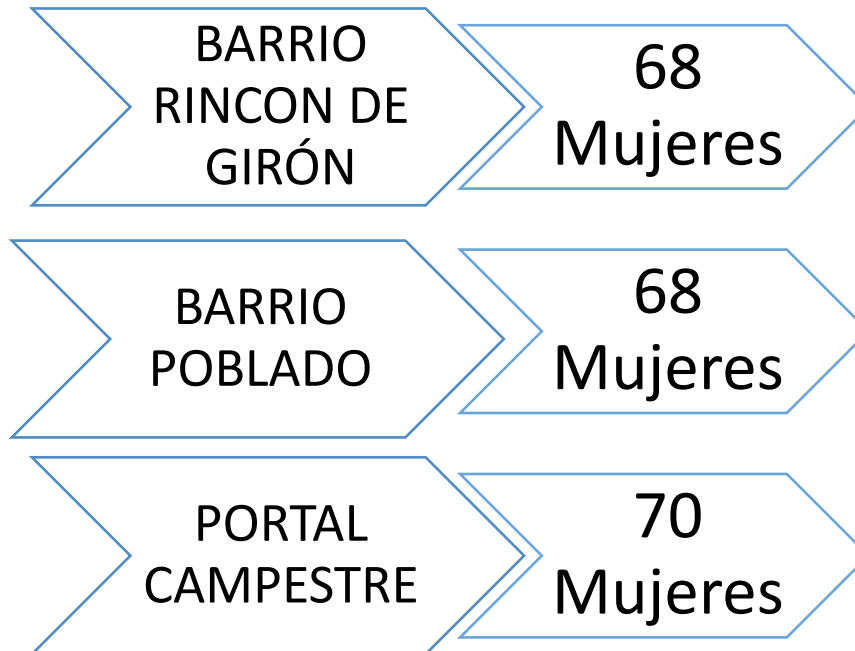 BARRIO
RINCON DE
GIRÓN
68
Mujeres
BARRIO
POBLADO
68
Mujeres
PORTAL
CAMPESTRE
70
Mujeres